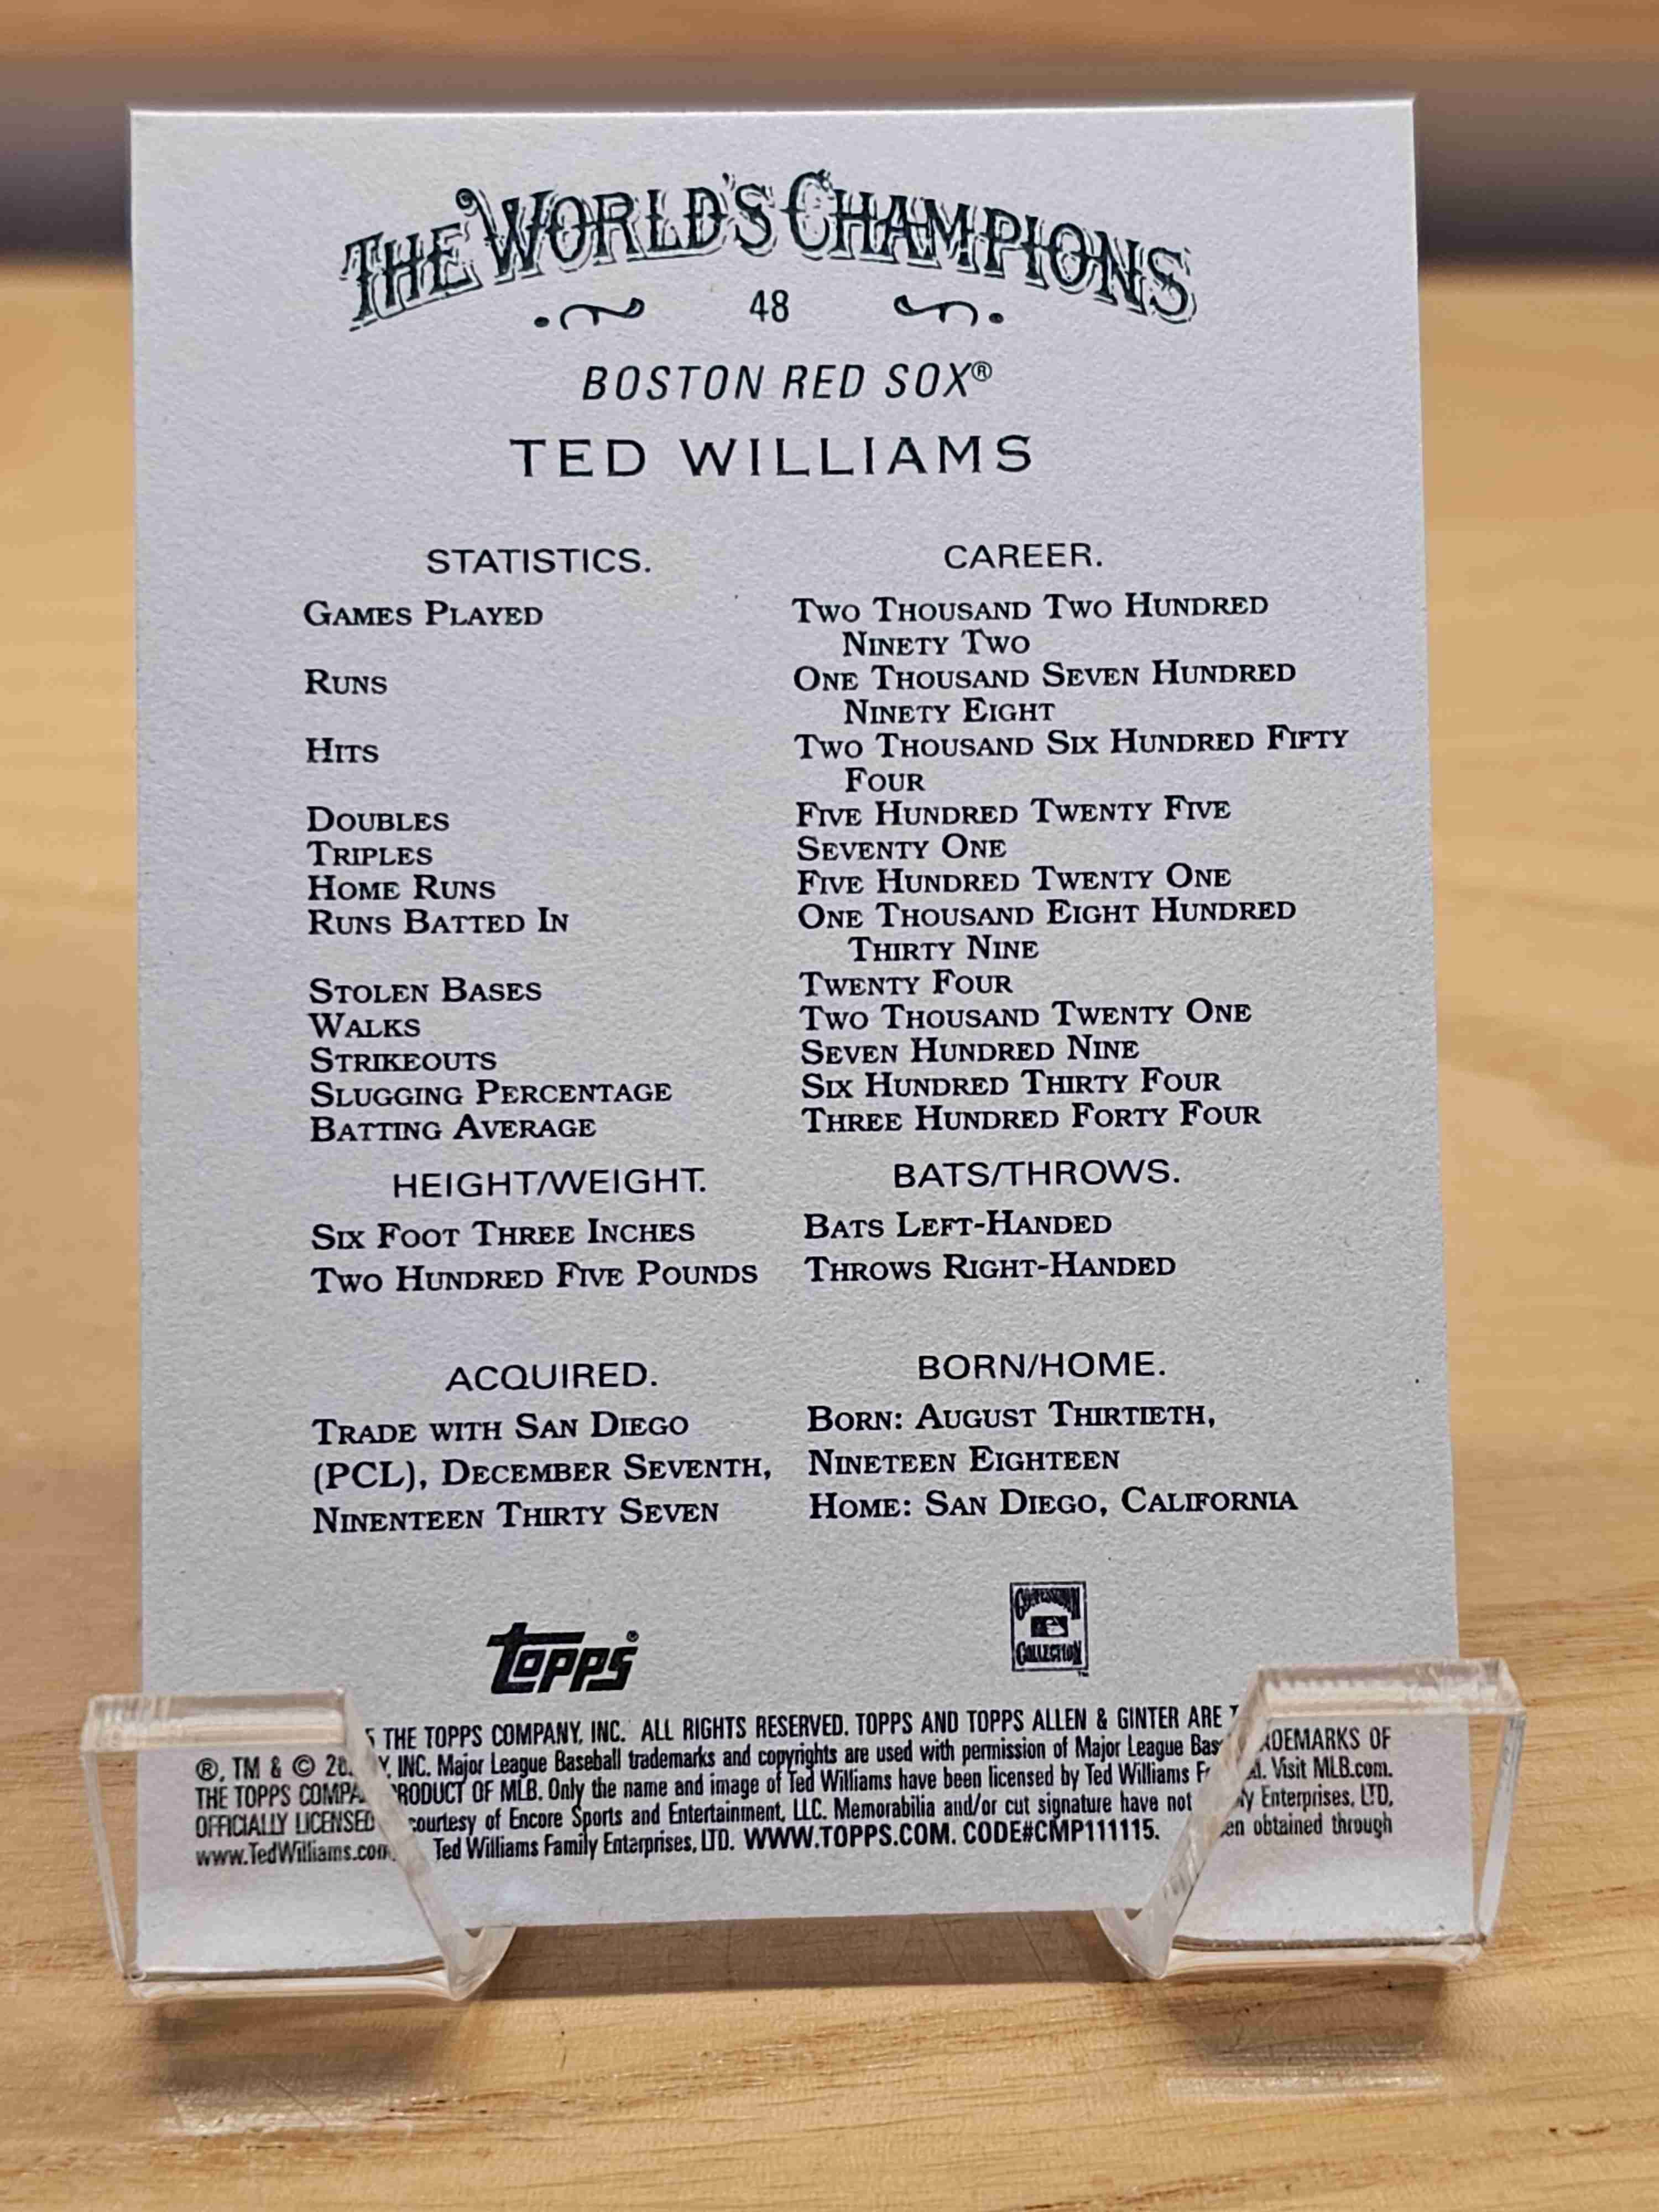 THE WORLD'S CHAMPIONS
48
BOSTON RED SOX®
TED WILLIAMS
STATISTICS. CAREER.
GAMES PLAYED TWO THOUSAND TWO HUNDRED
NINETY TWO
RUNS ONE THOUSAND SEVEN HUNDRED
NINETY EIGHT
HITS TWO THOUSAND SIX HUNDRED FIFTY
FOUR
DOUBLES FIVE HUNDRED TWENTY FIVE
TRIPLES SEVENTY ONE
HOME RUNS FIVE HUNDRED TWENTY ONE
RUNS BATTED IN ONE THOUSAND EIGHT HUNDRED
THIRTY NINE
STOLEN BASES TWENTY FOUR
WALKS TWO THOUSAND TWENTY ONE
STRIKEOUTS SEVEN HUNDRED NINE
SLUGGING PERCENTAGE SIX HUNDRED THIRTY FOUR
BATTING AVERAGE THREE HUNDRED FORTY FOUR
HEIGHT/WEIGHT. BATS/THROWS.
SIX FOOT THREE INCHES BATS LEFT-HANDED
TWO HUNDRED FIVE POUNDS THROWS RIGHT-HANDED
ACQUIRED. BORN/HOME.
TRADE WITH SAN DIEGO BORN: AUGUST THIRTIETH,
(PCL), DECEMBER SEVENTH, NINETEEN EIGHTEEN
NINENTEEN THIRTY SEVEN HOME: SAN DIEGO, CALIFORNIA
TOPPS®
COOPERSTOWN
COLLECTION™
®, TM & © THE TOPPS COMPANY, INC. ALL RIGHTS RESERVED. TOPPS AND TOPPS ALLEN & GINTER ARE
THE TOPPS INC. Major League Baseball trademarks and copyrights are used with permission of Major League Visit MLB.com.
OFFICIALLY LICENSED PRODUCT OF MLB. Only the name and image of Ted Williams have been licensed by Ted Williams Enterprises, LTD,
www.TedWilliams.com courtesy of Encore Sports and Entertainment, LLC. Memorabilia and/or cut signature have not obtained through
Ted Williams Family Enterprises, LTD. WWW.TOPPS.COM. CODE#CMP111115.